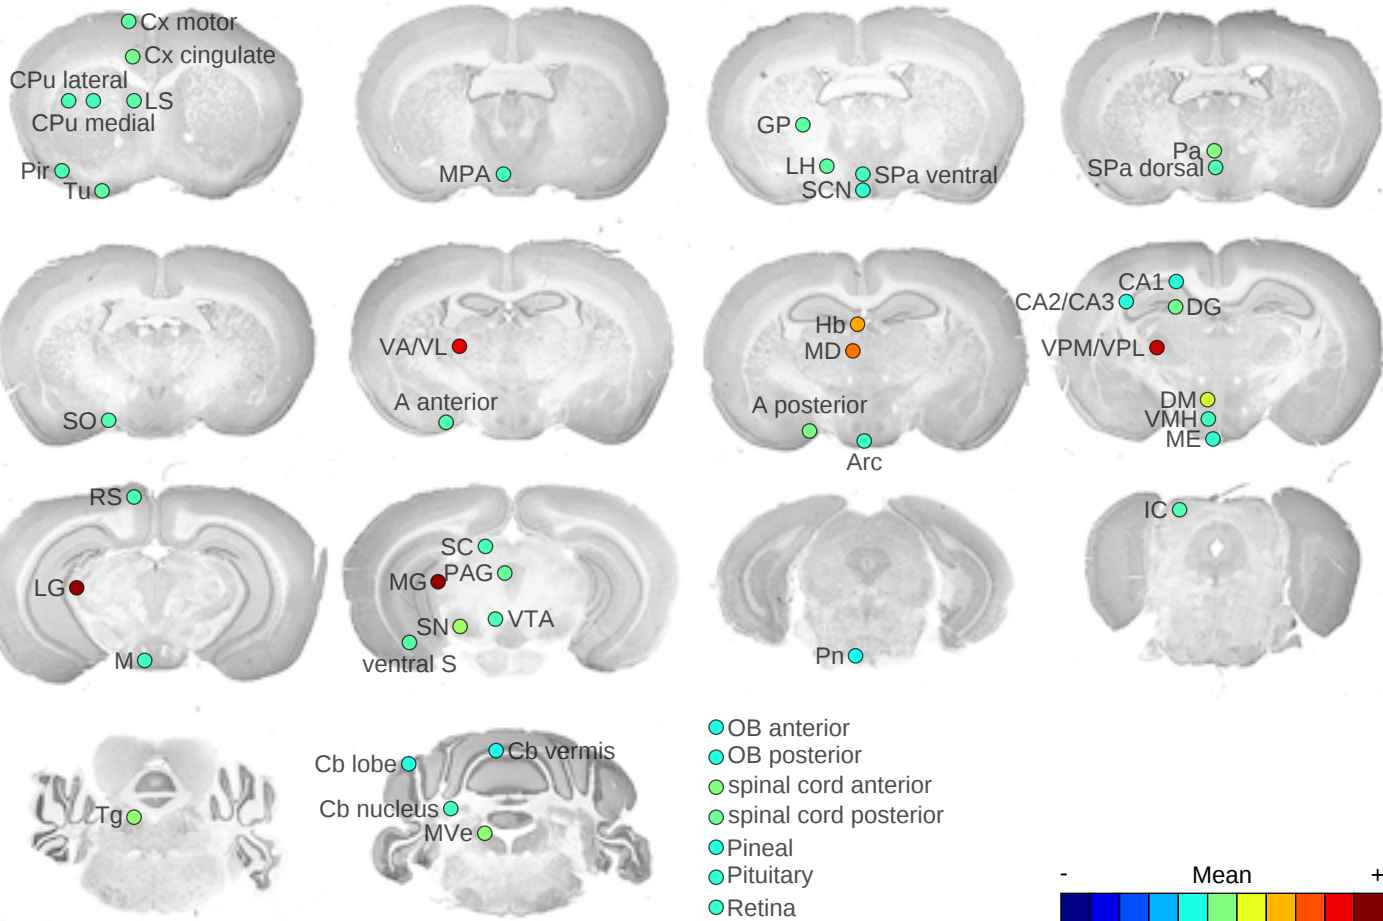 Cx motor
Cx cingulate
CPu lateral
LS
CPu medial
Pir
Tu
MPA
GP
LH
SPa ventral
SCN
Pa
SPa dorsal
SO
VA/VL
A anterior
Hb
MD
A posterior
Arc
CA1
CA2/CA3
DG
VPM/VPL
DM
VMH
ME
RS
LG
M
SC
MG
PAG
SN
VTA
ventral S
Pn
IC
Tg
Cb lobe
Cb vermis
Cb nucleus
MVe
OB anterior
OB posterior
spinal cord anterior
spinal cord posterior
Pineal
Pituitary
Retina
- Mean +